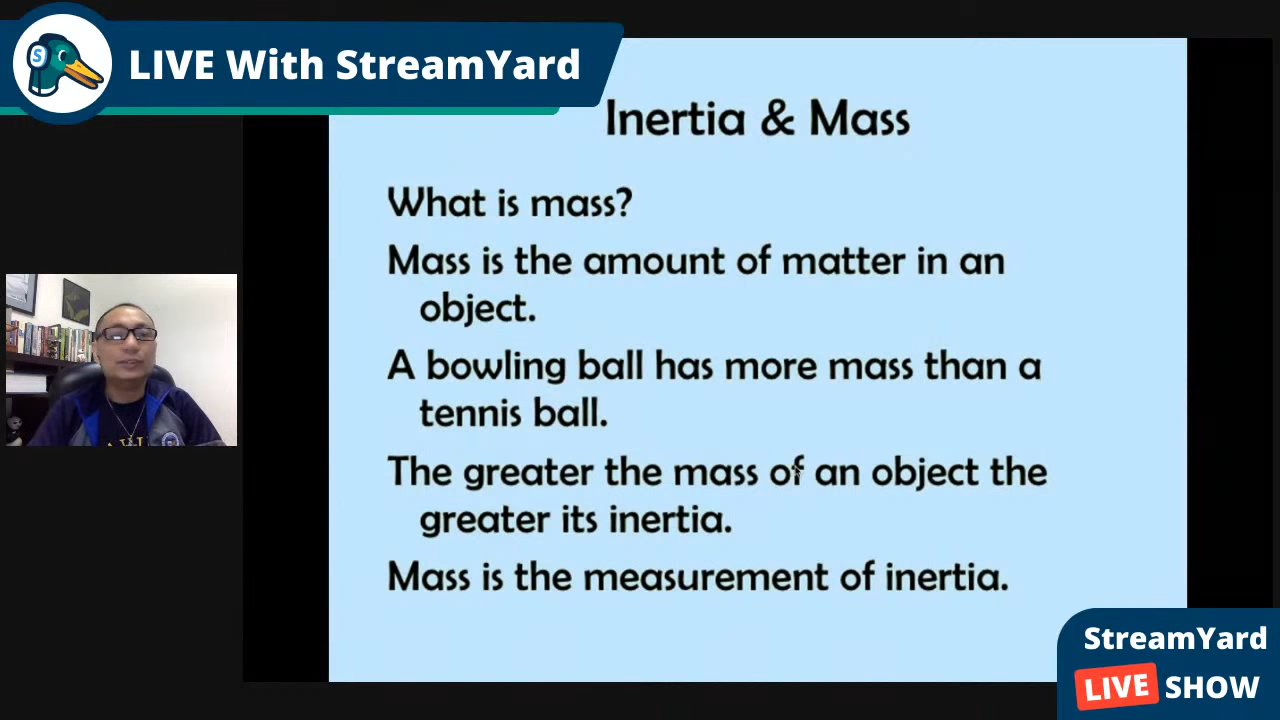 LIVE With StreamYard
Inertia & Mass
What is mass?
Mass is the amount of matter in an
object.
A bowling ball has more mass than a
tennis ball.
The greater the mass of an object the
greater its inertia.
Mass is the measurement of inertia.
StreamYard
LIVE SHOW